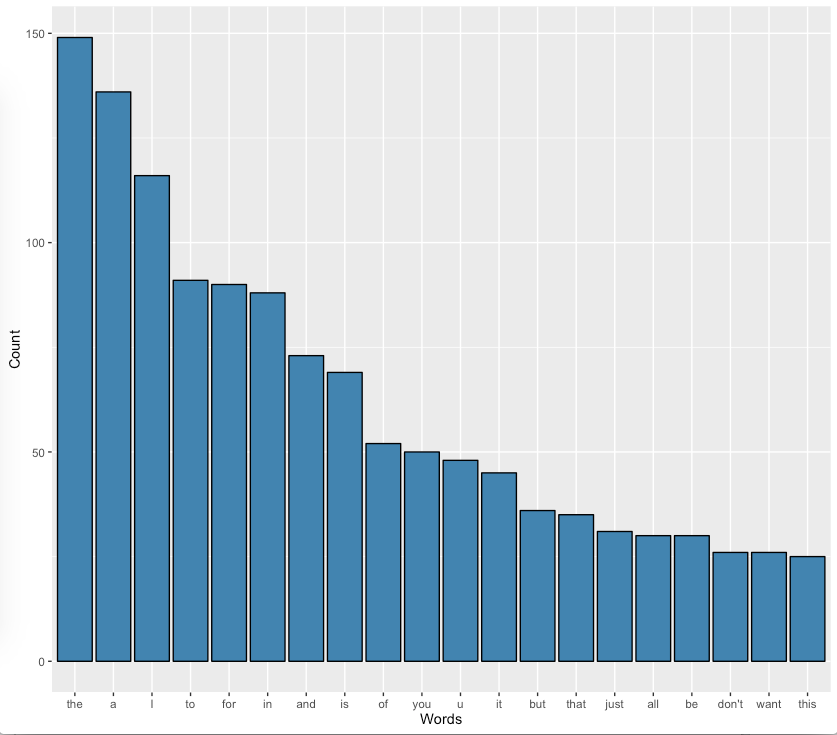 150
100
50
0
Count
the a I to for in and is of you u it but that just all be don't want this
Words